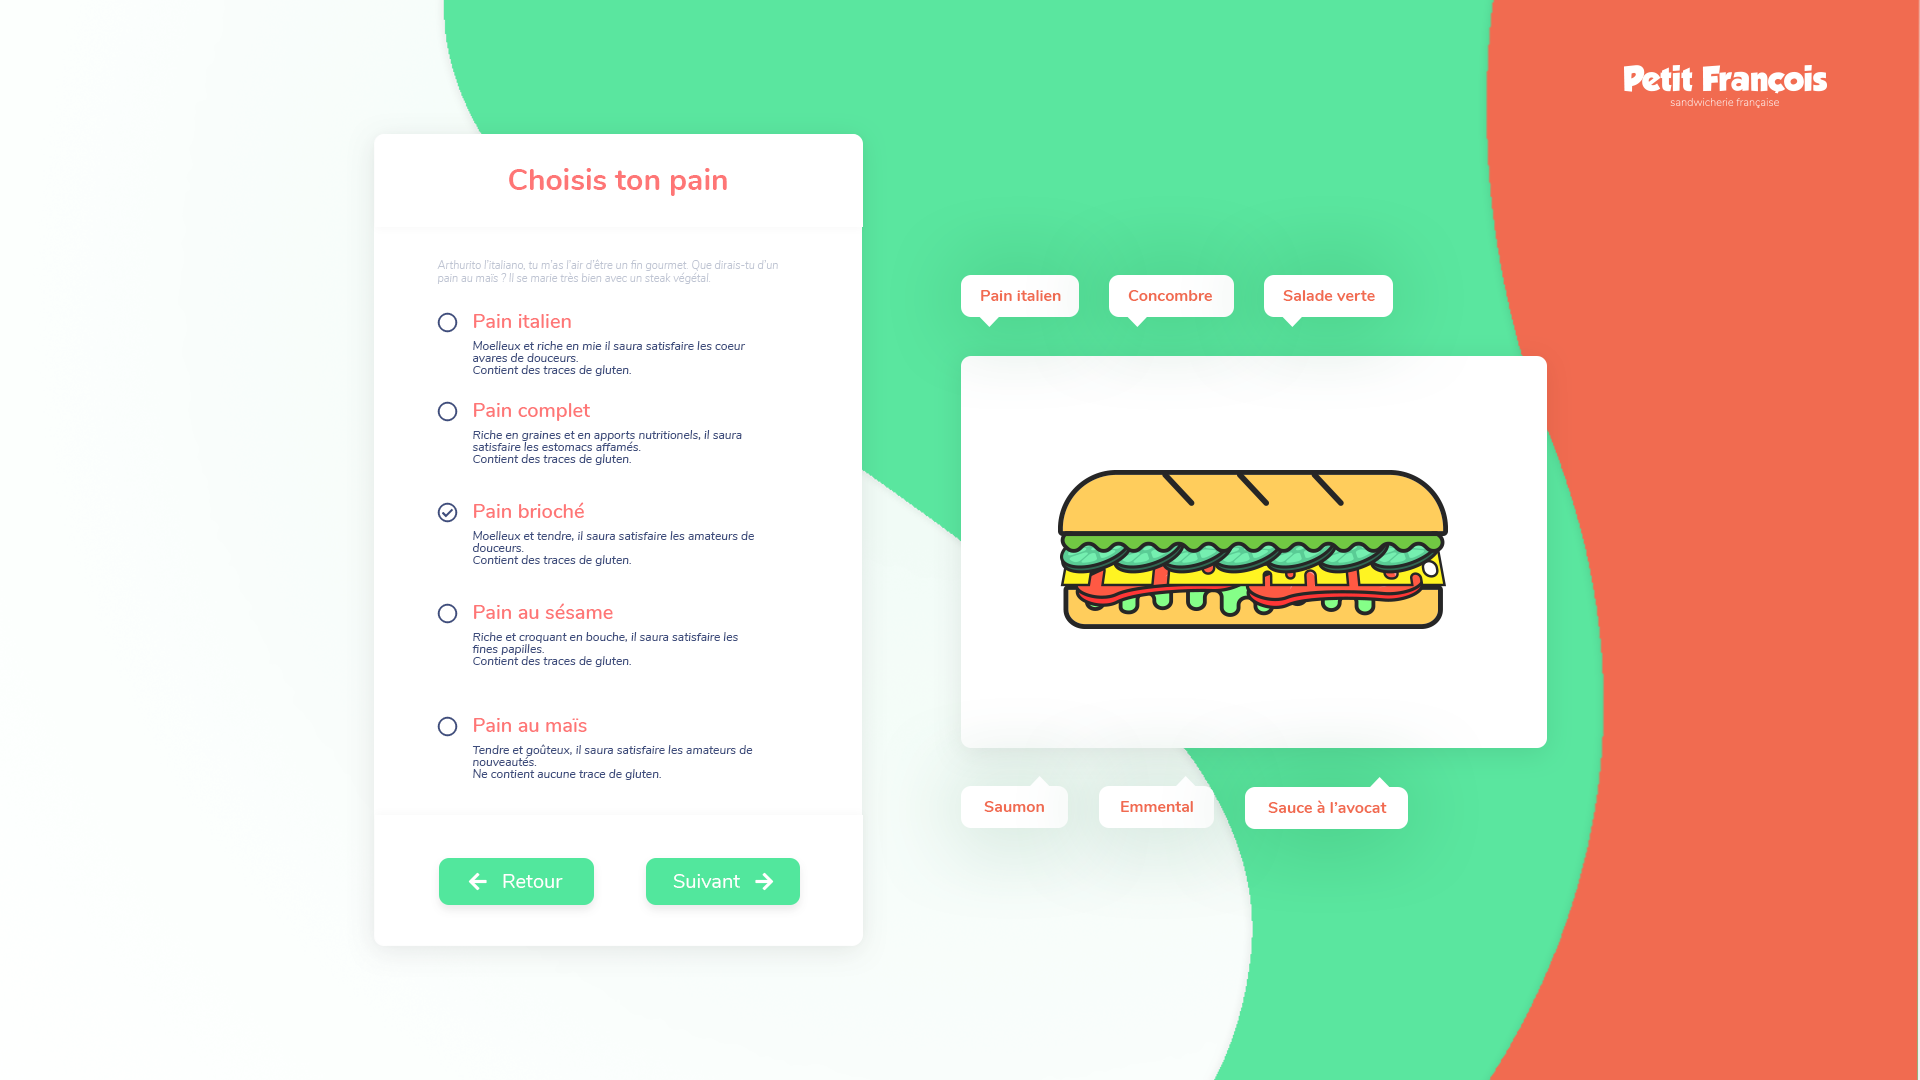 Petit François
sandwicherie française
Choisis ton pain
Arthurito l'italiano, tu m'as l'air d'être un fin gourmet. Que dirais-tu d'un
pain au maïs ? Il se marie très bien avec un steak végétal.
Pain italien
Moelleux et riche en mie il saura satisfaire les coeur
avares de douceurs.
Contient des traces de gluten.
Pain complet
Riche en graines et en apports nutritionels, il saura
satisfaire les estomacs affamés.
Contient des traces de gluten.
Pain brioché
Moelleux et tendre, il saura satisfaire les amateurs de
douceurs.
Contient des traces de gluten.
Pain au sésame
Riche et croquant en bouche, il saura satisfaire les
fines papilles.
Contient des traces de gluten.
Pain au maïs
Tendre et goûteux, il saura satisfaire les amateurs de
nouveautés.
Ne contient aucune trace de gluten.
Retour
Suivant
Pain italien
Concombre
Salade verte
Saumon
Emmental
Sauce à l'avocat